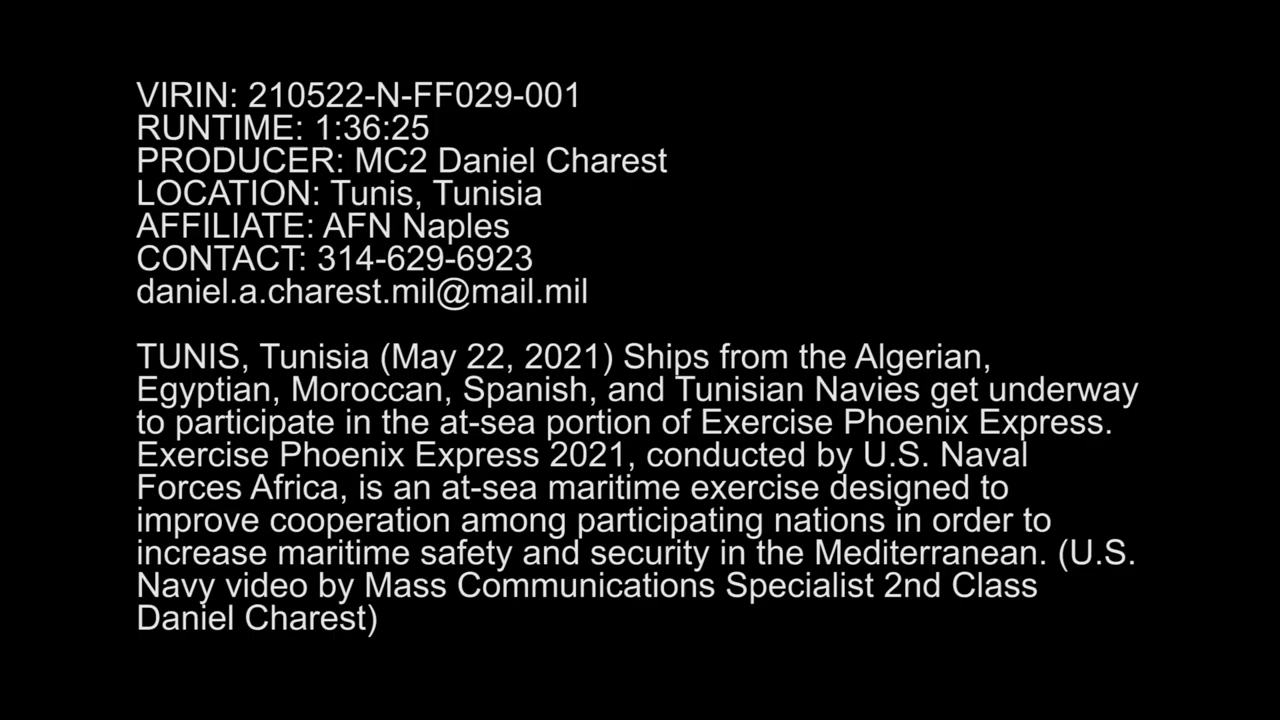 VIRIN: 210522-N-FF029-001
RUNTIME: 1:36:25
PRODUCER: MC2 Daniel Charest
LOCATION: Tunis, Tunisia
AFFILIATE: AFN Naples
CONTACT: 314-629-6923
daniel.a.charest.mil@mail.mil
TUNIS, Tunisia (May 22, 2021) Ships from the Algerian,
Egyptian, Moroccan, Spanish, and Tunisian Navies get underway
to participate in the at-sea portion of Exercise Phoenix Express.
Exercise Phoenix Express 2021, conducted by U.S. Naval
Forces Africa, is an at-sea maritime exercise designed to
improve cooperation among participating nations in order to
increase maritime safety and security in the Mediterranean. (U.S.
Navy video by Mass Communications Specialist 2nd Class
Daniel Charest)